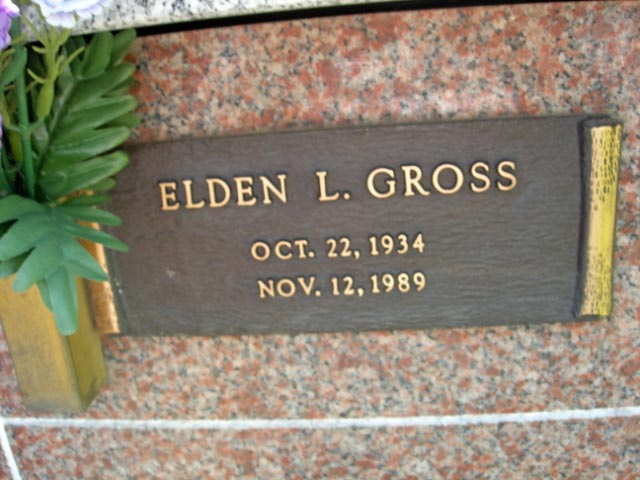 ELDEN L. GROSS
OCT. 22, 1934
NOV. 12, 1989